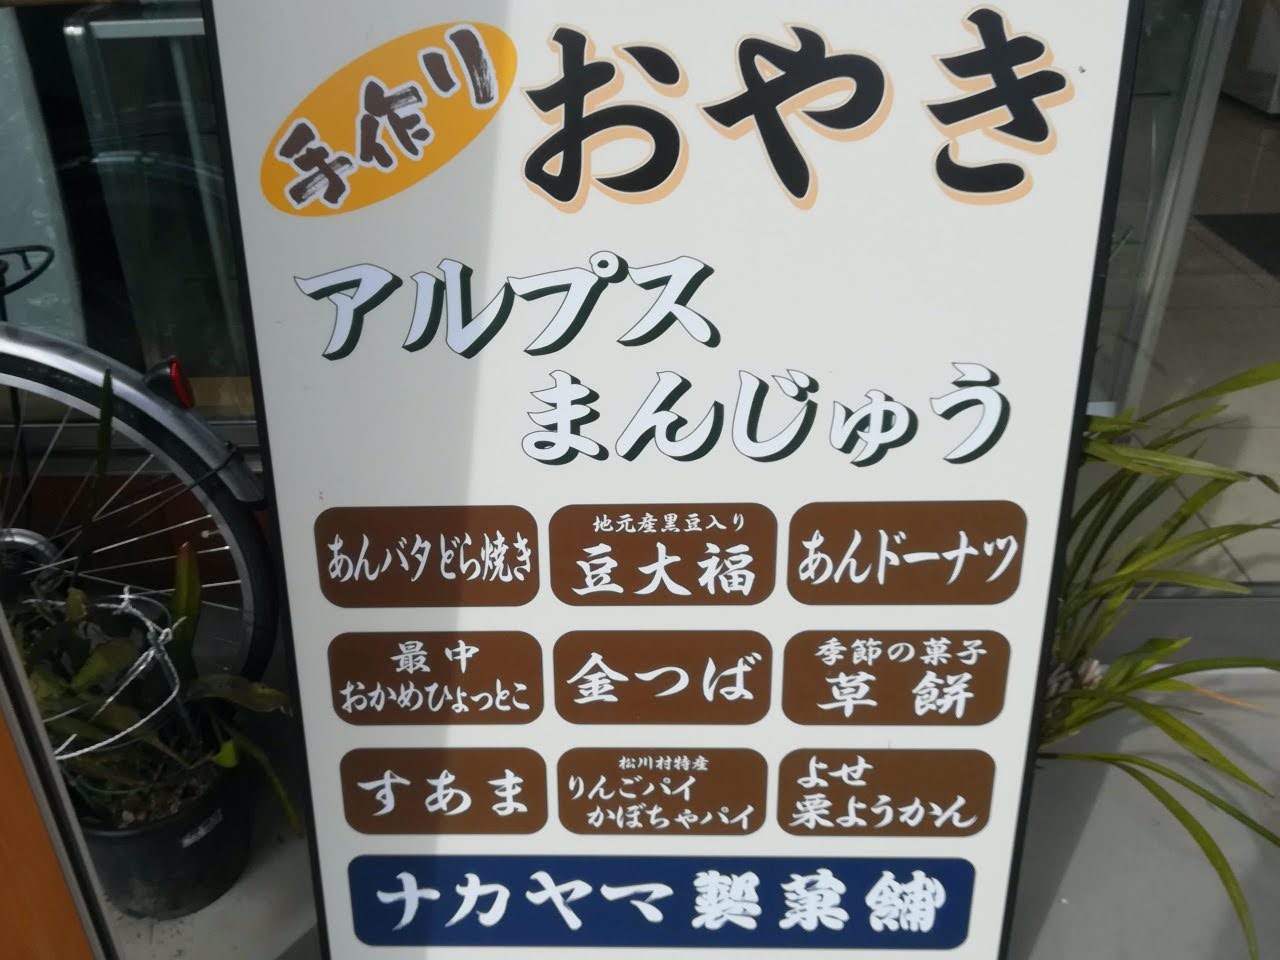 手作り おやき
アルプス
まんじゅう
あんバタどら焼き
地元産黒豆入り
豆大福
あんドーナツ
最中
おかめひょっとこ
金つば
季節の菓子
草餅
すあま
松川村特産
りんごパイ
かぼちゃパイ
よせ
栗ようかん
ナカヤマ製菓舗